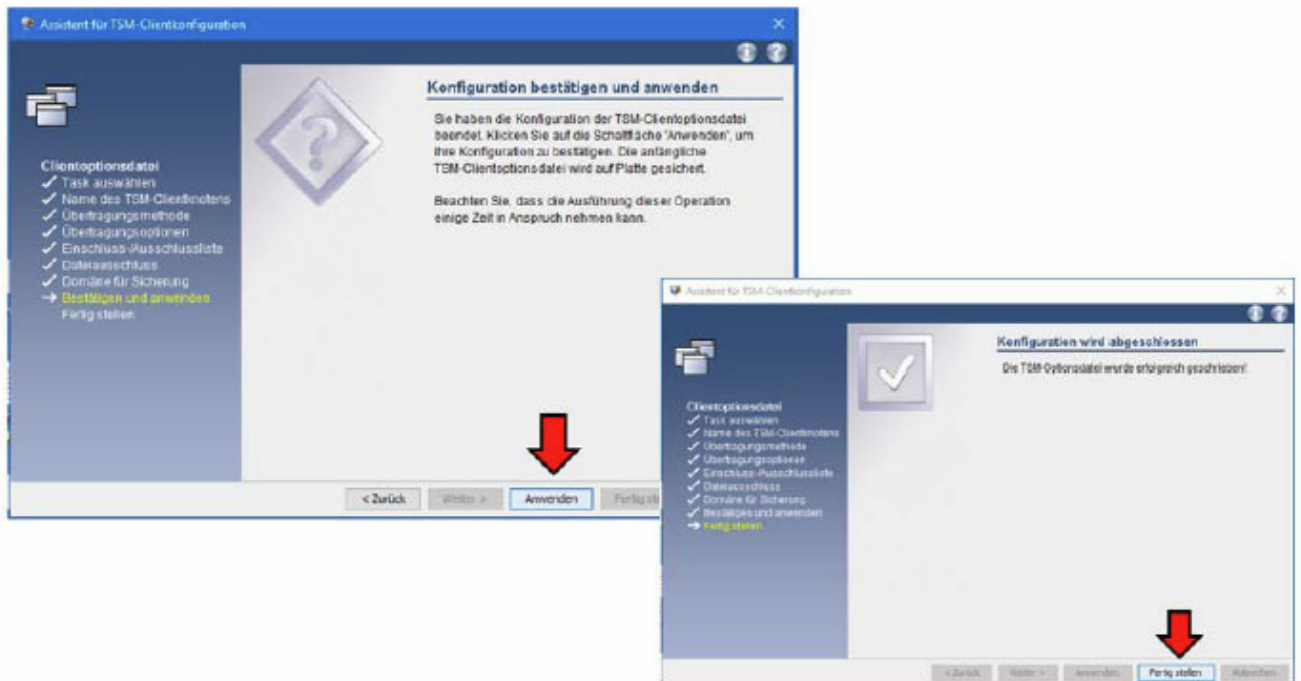 Assistent für TSM-Clientkonfiguration
Konfiguration bestätigen und anwenden
Sie haben die Konfiguration der TSM-Clientoptionsdatei
beendet. Klicken Sie auf die Schaltfläche 'Anwenden', um
Ihre Konfiguration zu bestätigen. Die anfängliche
TSM-Clientoptionsdatei wird auf Platte gesichert.
Beachten Sie, dass die Ausführung dieser Operation
einige Zeit in Anspruch nehmen kann.
Clientoptionsdatei
Task auswählen
Name des TSM-Clientknotens
Übertragungsmethode
Übertragungsoptionen
Einschluss-/Ausschlussliste
Dateiausschluss
Domäne für Sicherung
Bestätigen und anwenden
Fertig stellen
< Zurück
Weiter >
Anwenden
Fertig ste
Assistent für TSM-Clientkonfiguration
Konfiguration wird abgeschlossen
Die TSM-Optionsdatei wurde erfolgreich geschrieben!
Clientoptionsdatei
Task auswählen
Name des TSM-Clientknotens
Übertragungsmethode
Übertragungsoptionen
Einschluss-/Ausschlussliste
Dateiausschluss
Domäne für Sicherung
Bestätigen und anwenden
Fertig stellen
< Zurück
Weiter >
Anwenden
Fertig stellen
Abbrechen